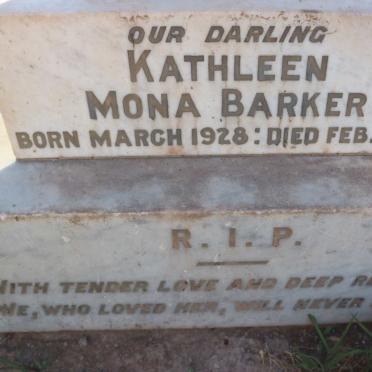 OUR DARLING
KATHLEEN
MONA BARKER
BORN MARCH 1928: DIED FEB.
R. I. P.
WITH TENDER LOVE AND DEEP RE
WE, WHO LOVED HER, WILL NEVER